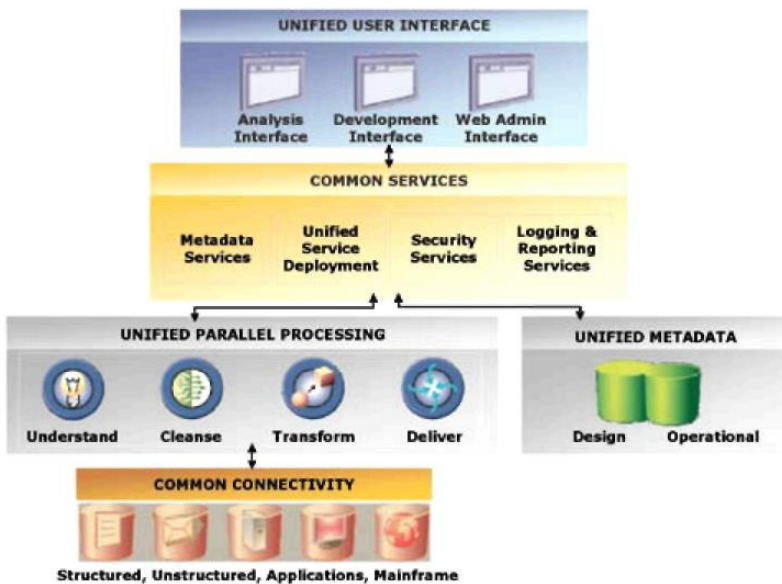 UNIFIED USER INTERFACE
Analysis
Interface
Development
Interface
Web Admin
Interface
COMMON SERVICES
Metadata
Services
Unified
Service
Deployment
Security
Services
Logging &
Reporting
Services
UNIFIED PARALLEL PROCESSING
Understand
Cleanse
Transform
Deliver
UNIFIED METADATA
Design
Operational
COMMON CONNECTIVITY
Structured, Unstructured, Applications, Mainframe